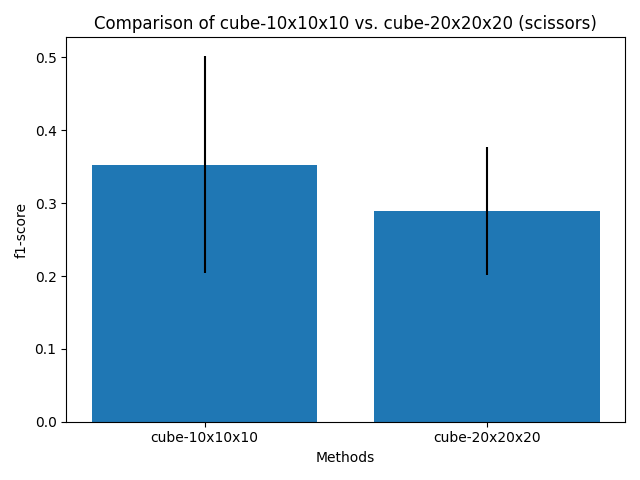 Comparison of cube-10x10x10 vs. cube-20x20x20 (scissors)
0.5
0.4
0.3
0.2
0.1
0.0
f1-score
cube-10x10x10
cube-20x20x20
Methods